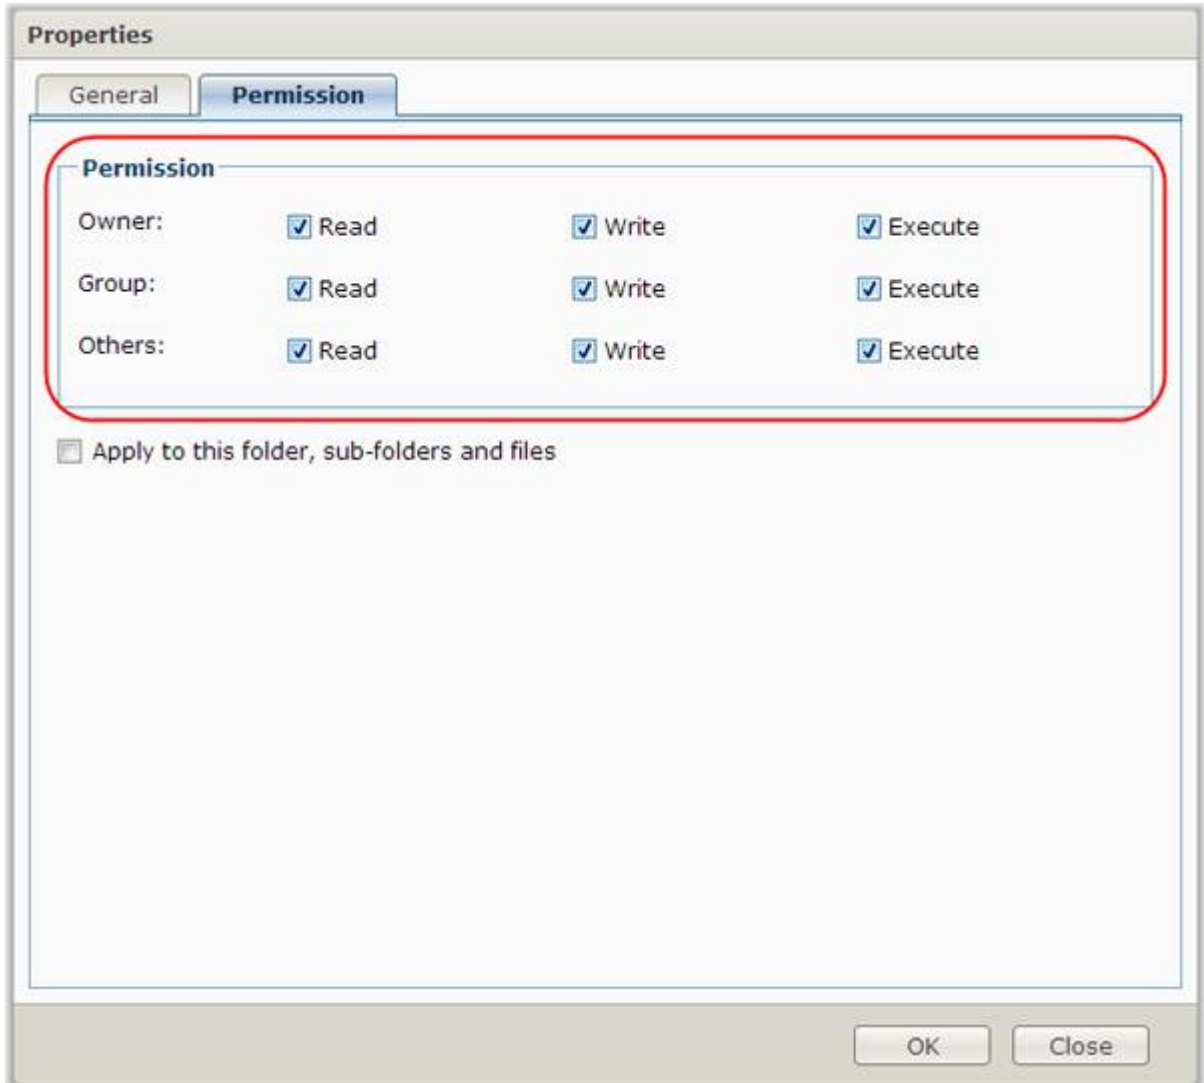 Properties
General Permission
Permission
Owner: Read Write Execute
Group: Read Write Execute
Others: Read Write Execute
Apply to this folder, sub-folders and files
OK Close